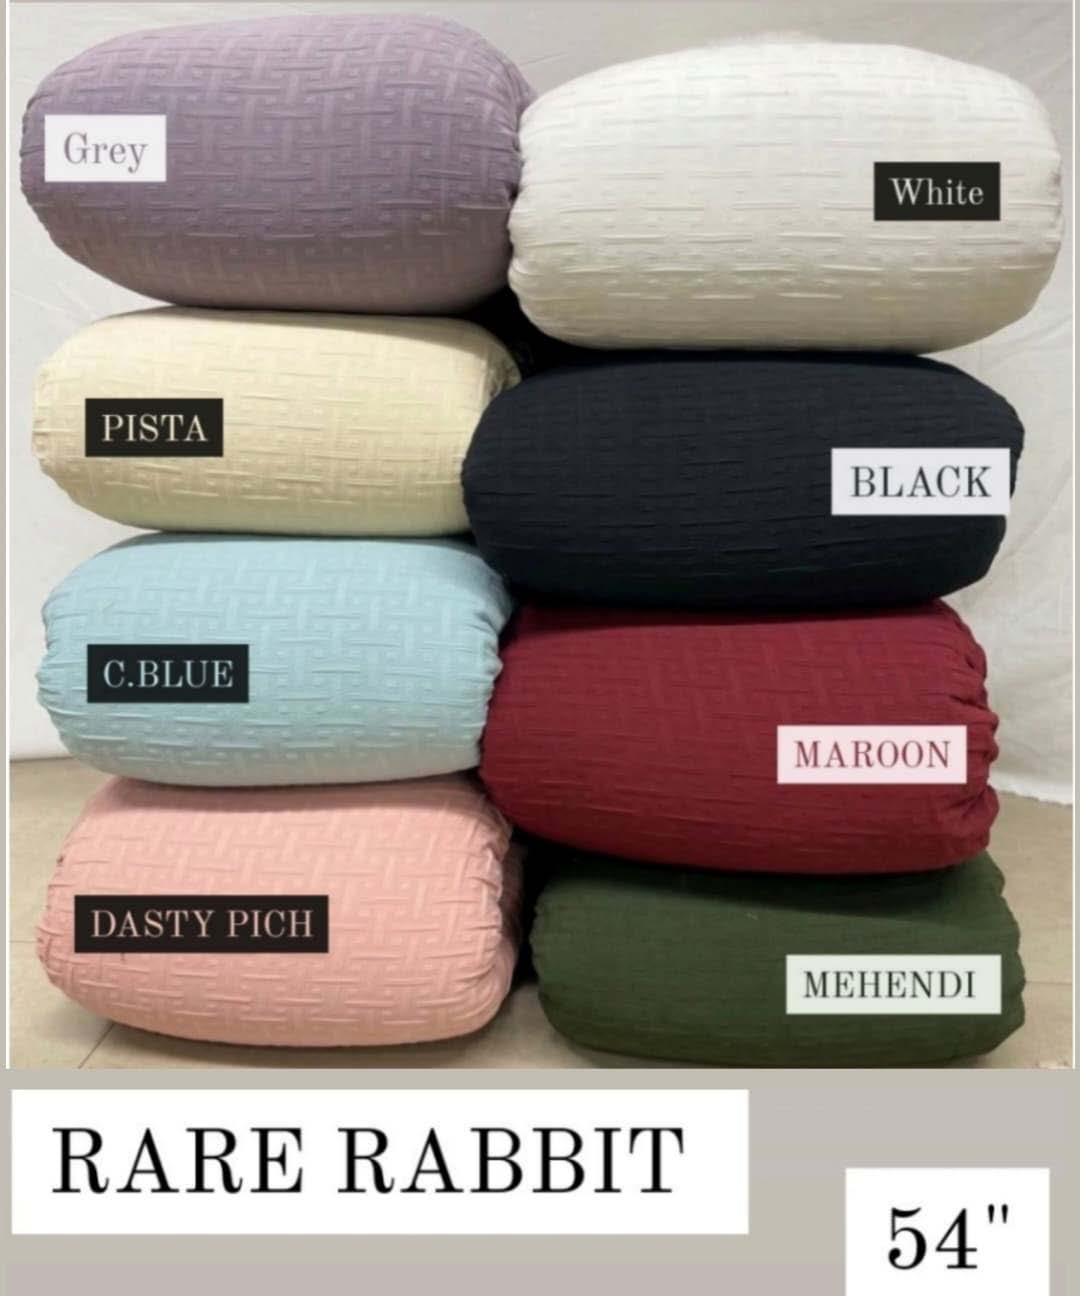 Grey
White
PISTA
BLACK
C.BLUE
MAROON
DASTY PICH
MEHENDI
RARE RABBIT
54"